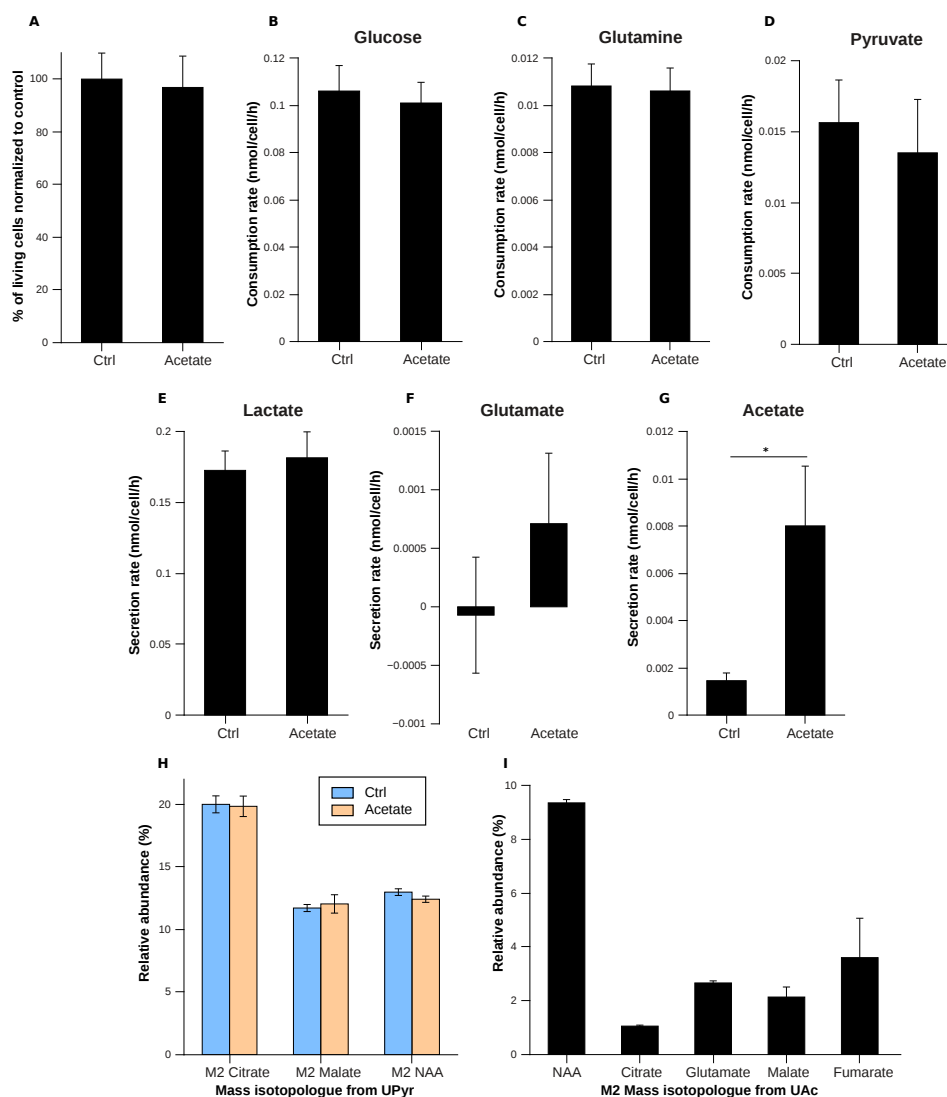 A
% of living cells normalized to control
100
80
60
40
20
0
Ctrl
Acetate
B
Glucose
Consumption rate (nmol/cell/h)
0.12
0.1
0.08
0.06
0.04
0.02
0
Ctrl
Acetate
C
Glutamine
Consumption rate (nmol/cell/h)
0.012
0.01
0.008
0.006
0.004
0.002
0.000
Ctrl
Acetate
D
Pyruvate
Consumption rate (nmol/cell/h)
0.02
0.015
0.01
0.005
0
Ctrl
Acetate
E
Lactate
Secretion rate (nmol/cell/h)
0.2
0.15
0.1
0.05
0
Ctrl
Acetate
F
Glutamate
Secretion rate (nmol/cell/h)
0.0015
0.001
0.0005
0
−0.0005
−0.001
Ctrl
Acetate
G
Acetate
Secretion rate (nmol/cell/h)
0.012
0.01
0.008
0.006
0.004
0.002
0
*
Ctrl
Acetate
H
Relative abundance (%)
20
15
10
5
0
Ctrl
Acetate
M2 Citrate
M2 Malate
M2 NAA
Mass isotopologue from UPyr
I
Relative abundance (%)
10
8
6
4
2
0
NAA
Citrate
Glutamate
Malate
Fumarate
M2 Mass isotopologue from UAc